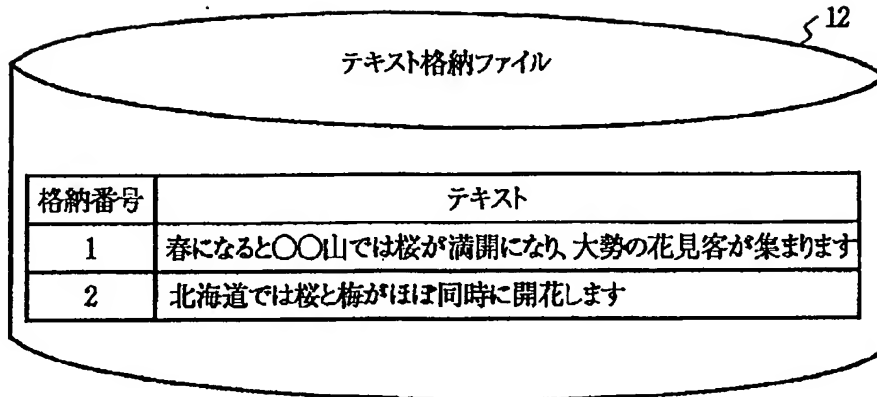 12
テキスト格納ファイル
格納番号 テキスト
1 春になると〇〇山では桜が満開になり、大勢の花見客が集まります
2 北海道では桜と梅がほぼ同時に開花します